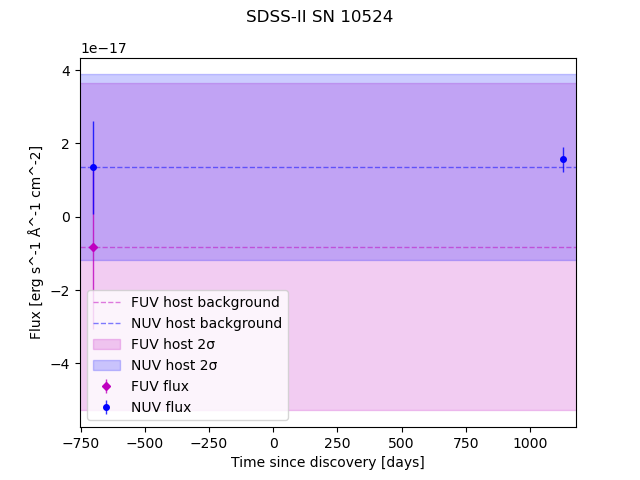 SDSS-II SN 10524
1e−17
4
2
0
−2
−4
Flux [erg s^-1 Å^-1 cm^-2]
FUV host background
NUV host background
FUV host 2σ
NUV host 2σ
FUV flux
NUV flux
−750 −500 −250 0 250 500 750 1000
Time since discovery [days]